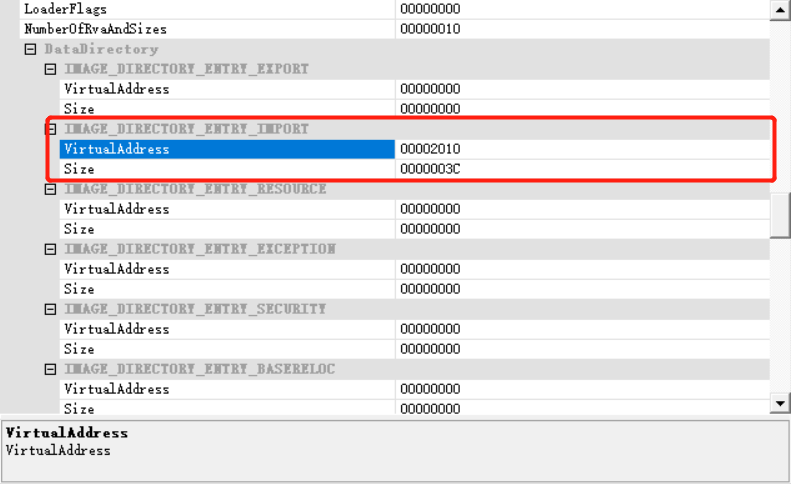 LoaderFlags 00000000
NumberOfRvaAndSizes 00000010
DataDirectory
IMAGE_DIRECTORY_ENTRY_EXPORT
VirtualAddress 00000000
Size 00000000
IMAGE_DIRECTORY_ENTRY_IMPORT
VirtualAddress 00002010
Size 0000003C
IMAGE_DIRECTORY_ENTRY_RESOURCE
VirtualAddress 00000000
Size 00000000
IMAGE_DIRECTORY_ENTRY_EXCEPTION
VirtualAddress 00000000
Size 00000000
IMAGE_DIRECTORY_ENTRY_SECURITY
VirtualAddress 00000000
Size 00000000
IMAGE_DIRECTORY_ENTRY_BASERELOC
VirtualAddress 00000000
Size 00000000
VirtualAddress
VirtualAddress